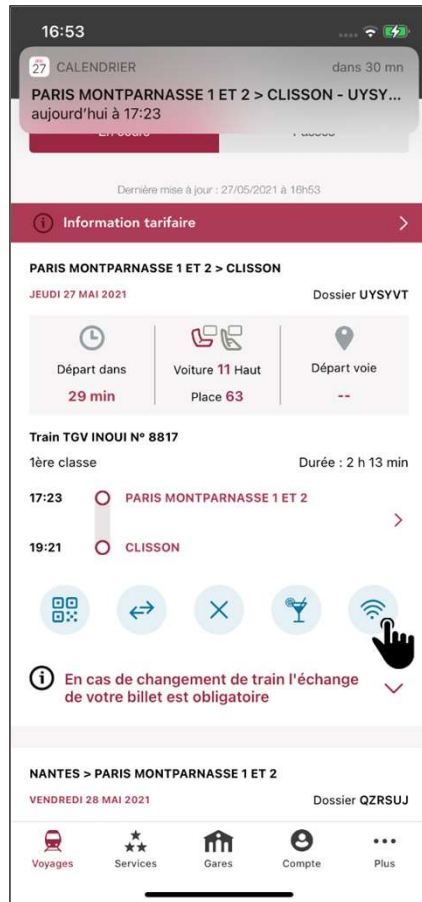 16:53
27 CALENDRIER dans 30 mn
PARIS MONTPARNASSE 1 ET 2 > CLISSON - UYSY...
aujourd'hui à 17:23
En cours
Dernière mise à jour : 27/05/2021 à 16h53
Information tarifaire
PARIS MONTPARNASSE 1 ET 2 > CLISSON
JEUDI 27 MAI 2021 Dossier UYSYVT
Départ dans Voiture 11 Haut Départ voie
29 min Place 63 --
Train TGV INOUI Nº 8817
1ère classe Durée : 2 h 13 min
17:23 PARIS MONTPARNASSE 1 ET 2
19:21 CLISSON
En cas de changement de train l'échange
de votre billet est obligatoire
NANTES > PARIS MONTPARNASSE 1 ET 2
VENDREDI 28 MAI 2021 Dossier QZRSUJ
Voyages Services Gares Compte Plus